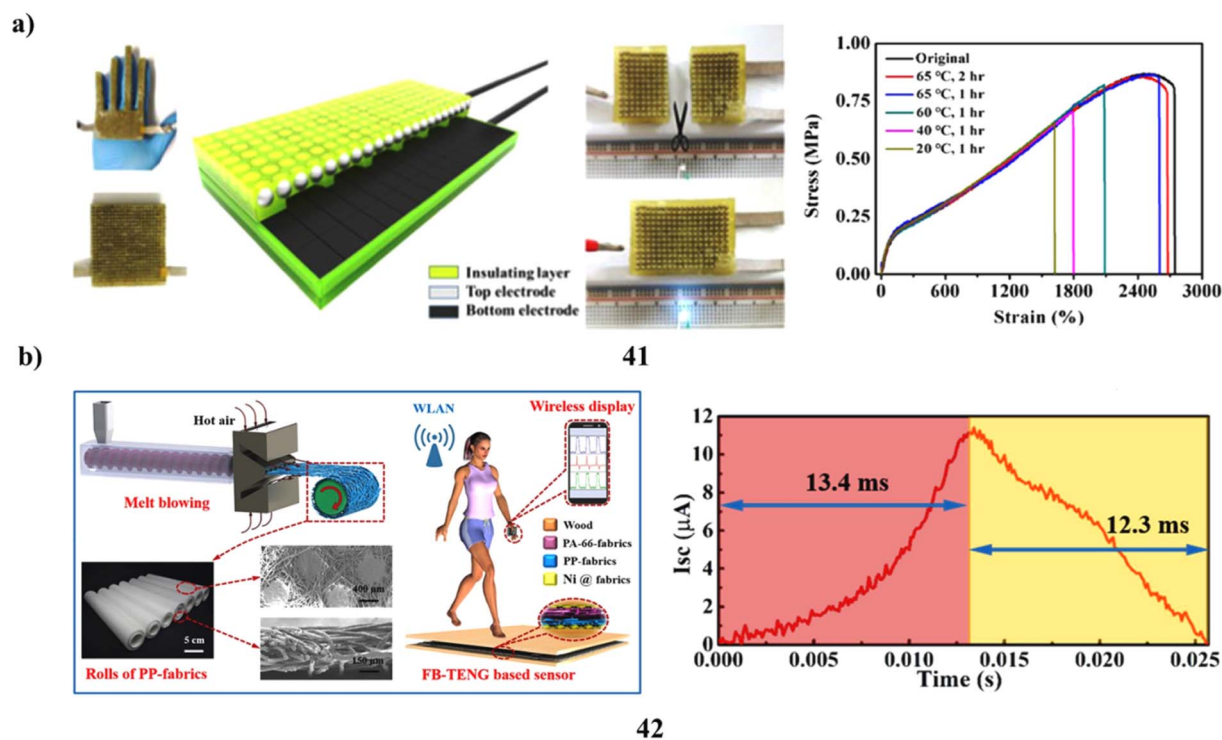 a)
Insulating layer
Top electrode
Bottom electrode
Stress (MPa)
1.00
0.75
0.50
0.25
0.00
Original
65 °C, 2 hr
65 °C, 1 hr
60 °C, 1 hr
40 °C, 1 hr
20 °C, 1 hr
0 600 1200 1800 2400 3000
Strain (%)
41
b)
Hot air
Melt blowing
5 cm
Rolls of PP-fabrics
400 μm
150 μm
WLAN
Wireless display
Wood
PA-66-fabrics
PP-fabrics
Ni @ fabrics
FB-TENG based sensor
Isc (μA)
12
10
8
6
4
2
0
13.4 ms
12.3 ms
0.000 0.005 0.010 0.015 0.020 0.025
Time (s)
42